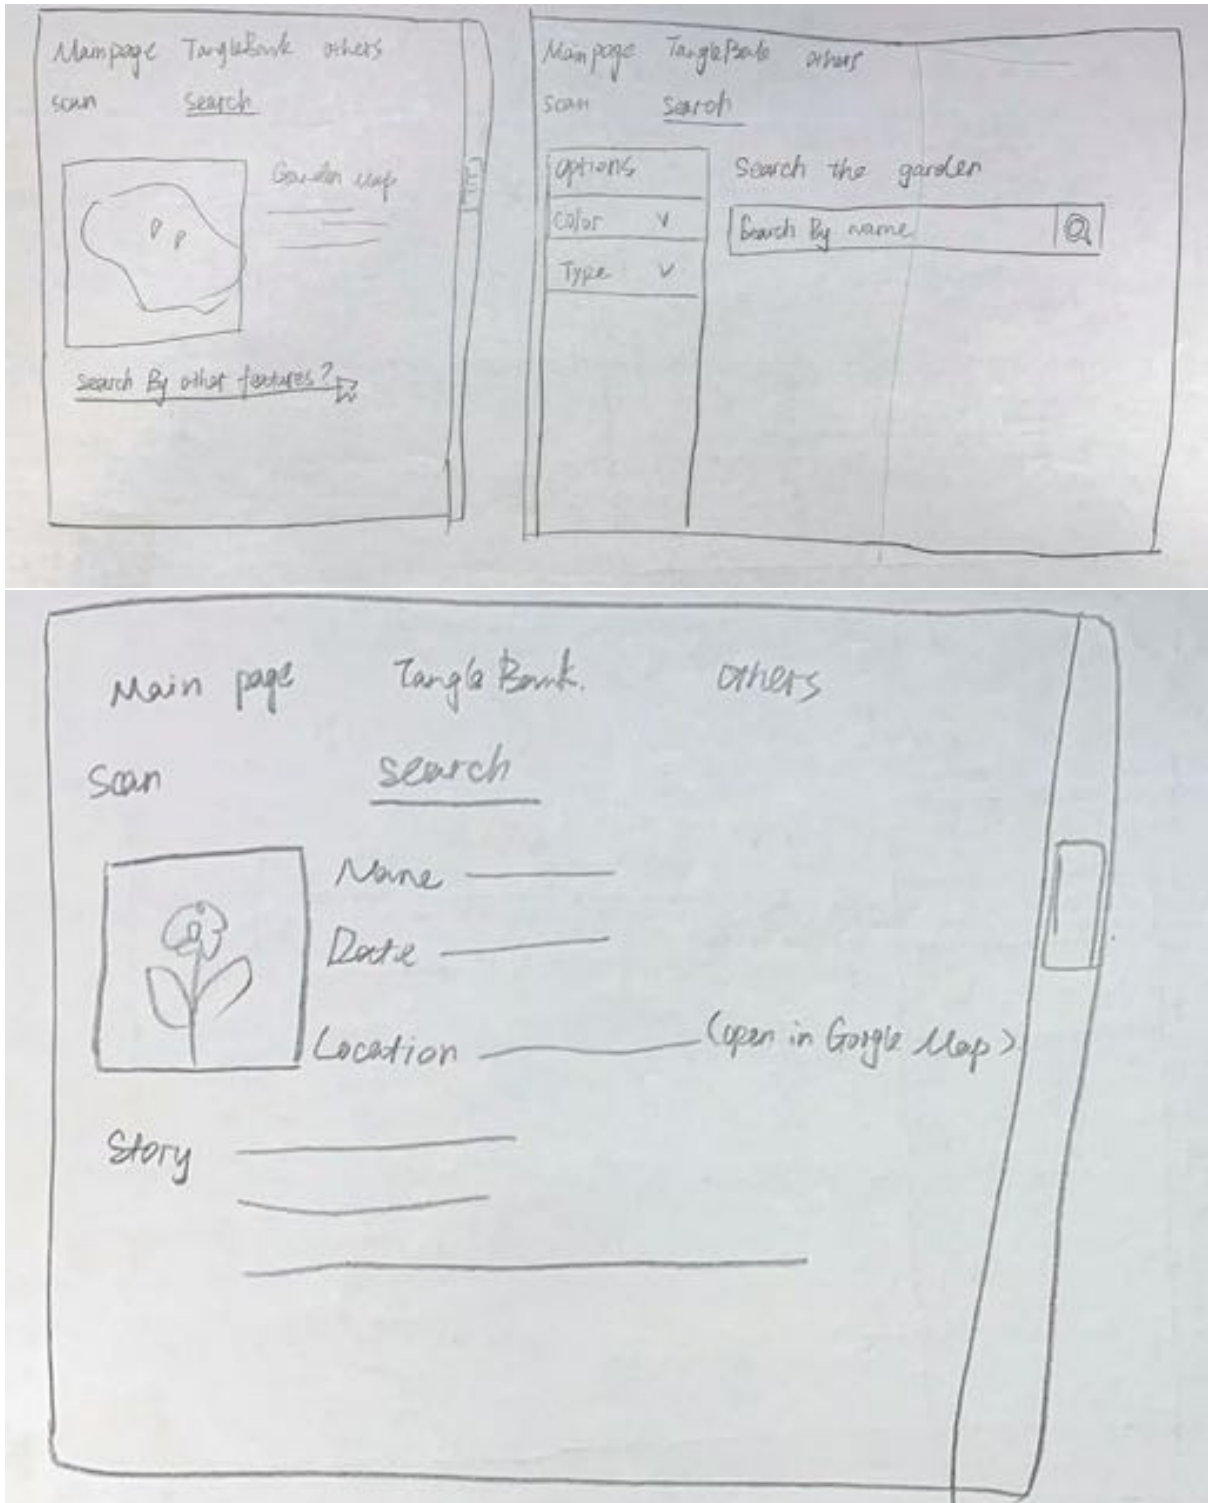 Mainpage TangleBank others
scan search
Garden Map
Search By other features?
Main page TangleBank others
scan search
options
Color
Type
Search the garden
Search By name
Main page TangleBank.
others
Scan search
Name
Date
Location (open in Google Map>
Story